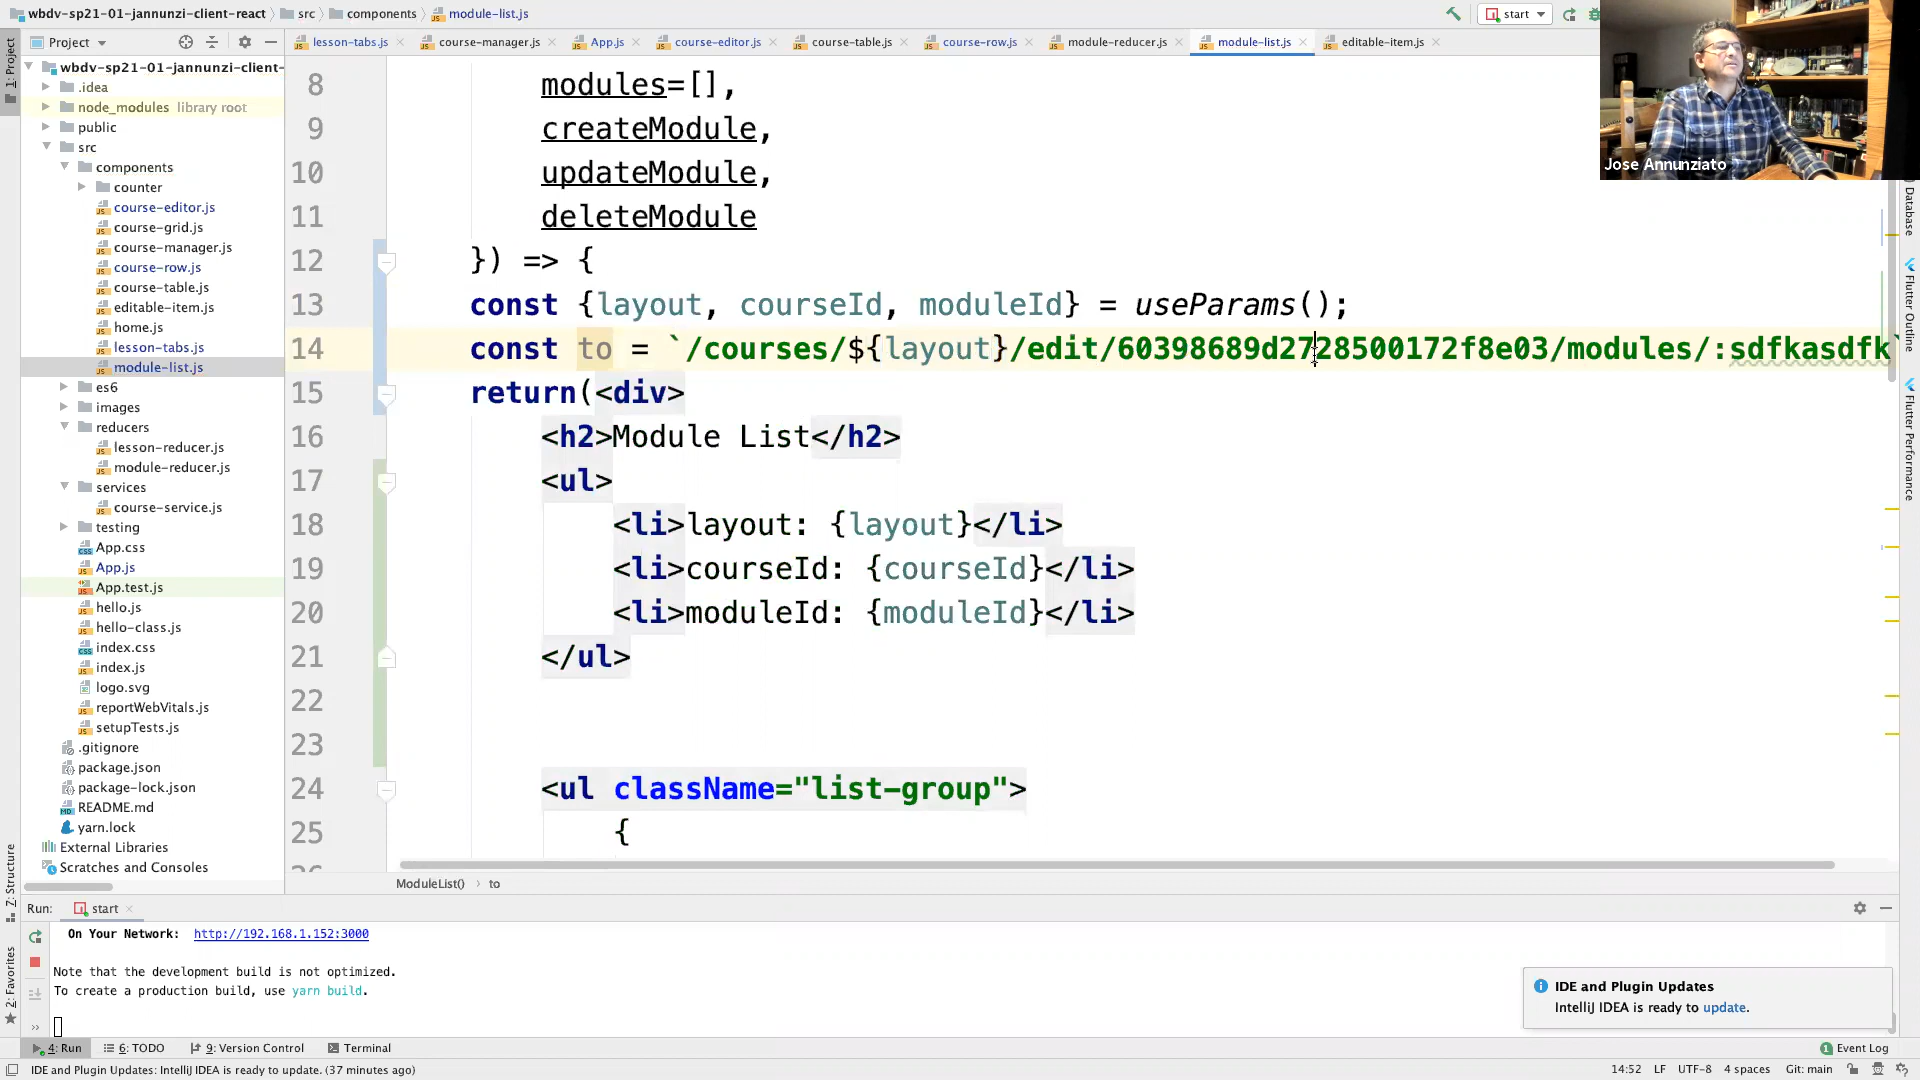 wbdv-sp21-01-jannunzi-client-react src components module-list.js
start
Project
lesson-tabs.js course-manager.js App.js course-editor.js course-table.js course-row.js module-reducer.js module-list.js editable-item.js
wbdv-sp21-01-jannunzi-client-
.idea
node_modules library root
public
src
components
counter
course-editor.js
course-grid.js
course-manager.js
course-row.js
course-table.js
editable-item.js
home.js
lesson-tabs.js
module-list.js
es6
images
reducers
lesson-reducer.js
module-reducer.js
services
course-service.js
testing
App.css
App.js
App.test.js
hello.js
hello-class.js
index.css
index.js
logo.svg
reportWebVitals.js
setupTests.js
.gitignore
package.json
package-lock.json
README.md
yarn.lock
External Libraries
Scratches and Consoles
1: Project
Z: Structure
2: Favorites
8 modules=[],
9 createModule,
10 updateModule,
11 deleteModule
12 }) => {
13 const {layout, courseId, moduleId} = useParams();
14 const to = `/courses/${layout}/edit/60398689d2728500172f8e03/modules/:sdfkasdfk`
15 return(<div>
16 <h2>Module List</h2>
17 <ul>
18 <li>layout: {layout}</li>
19 <li>courseId: {courseId}</li>
20 <li>moduleId: {moduleId}</li>
21 </ul>
22
23
24 <ul className="list-group">
25 {
ModuleList() › to
Jose Annunziato
Database
Flutter Outline
Flutter Performance
Run: start
On Your Network: http://192.168.1.152:3000
Note that the development build is not optimized.
To create a production build, use yarn build.
IDE and Plugin Updates
IntelliJ IDEA is ready to update.
4: Run 6: TODO 9: Version Control Terminal 1 Event Log
IDE and Plugin Updates: IntelliJ IDEA is ready to update. (37 minutes ago) 14:52 LF UTF-8 4 spaces Git: main